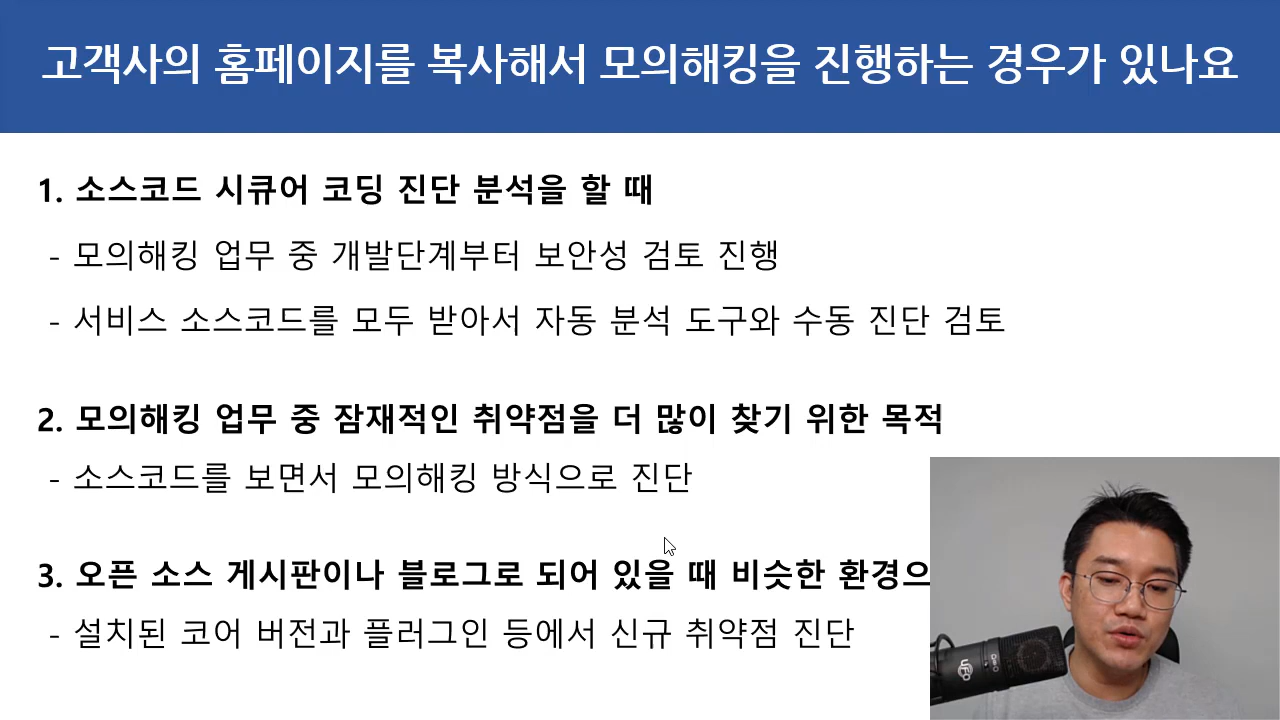 고객사의 홈페이지를 복사해서 모의해킹을 진행하는 경우가 있나요
1. 소스코드 시큐어 코딩 진단 분석을 할 때
- 모의해킹 업무 중 개발단계부터 보안성 검토 진행
- 서비스 소스코드를 모두 받아서 자동 분석 도구와 수동 진단 검토
2. 모의해킹 업무 중 잠재적인 취약점을 더 많이 찾기 위한 목적
- 소스코드를 보면서 모의해킹 방식으로 진단
3. 오픈 소스 게시판이나 블로그로 되어 있을 때 비슷한 환경으
- 설치된 코어 버전과 플러그인 등에서 신규 취약점 진단
UFO